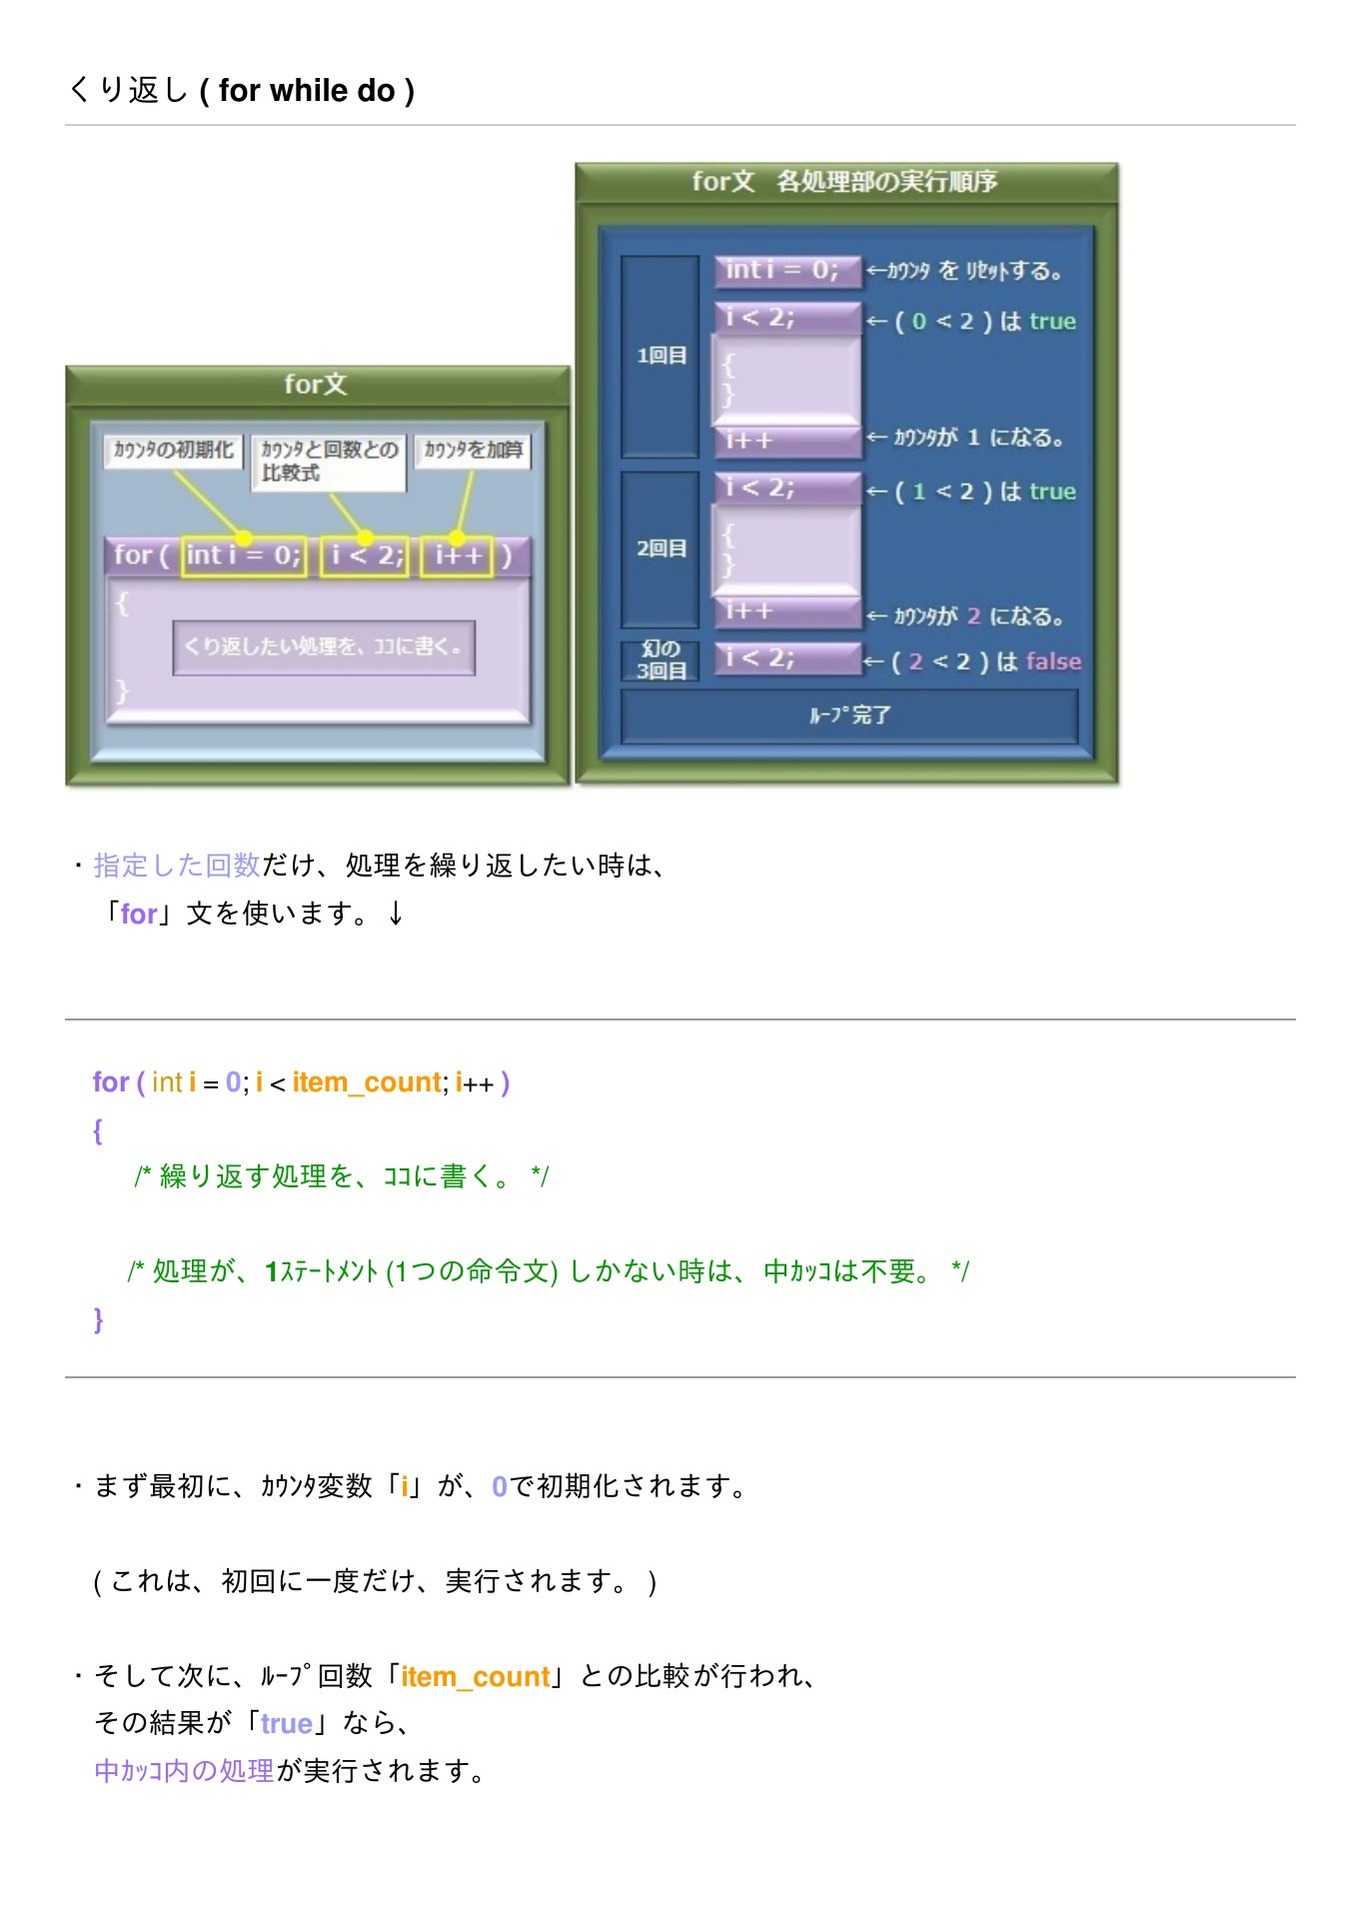 くり返し ( for while do )
for文
ｶｳﾝﾀの初期化
ｶｳﾝﾀと回数との
比較式
ｶｳﾝﾀを加算
for ( int i = 0; i < 2; i++ )
{
くり返したい処理を、ｺｺに書く。
}
for文 各処理部の実行順序
1回目
int i = 0; ←ｶｳﾝﾀ を ﾘｾｯﾄする。
i < 2; ← ( 0 < 2 ) は true
{
}
i++ ← ｶｳﾝﾀが 1 になる。
2回目
i < 2; ← ( 1 < 2 ) は true
{
}
i++ ← ｶｳﾝﾀが 2 になる。
幻の
3回目
i < 2; ← ( 2 < 2 ) は false
ﾙｰﾌﾟ完了
・指定した回数だけ、処理を繰り返したい時は、
「for」文を使います。↓
for ( int i = 0; i < item_count; i++ )
{
/* 繰り返す処理を、ｺｺに書く。 */
/* 処理が、1ｽﾃｰﾄﾒﾝﾄ (1つの命令文) しかない時は、中ｶｯｺは不要。 */
}
・まず最初に、ｶｳﾝﾀ変数「i」が、0で初期化されます。
( これは、初回に一度だけ、実行されます。 )
・そして次に、ﾙｰﾌﾟ回数「item_count」との比較が行われ、
その結果が「true」なら、
中ｶｯｺ内の処理が実行されます。